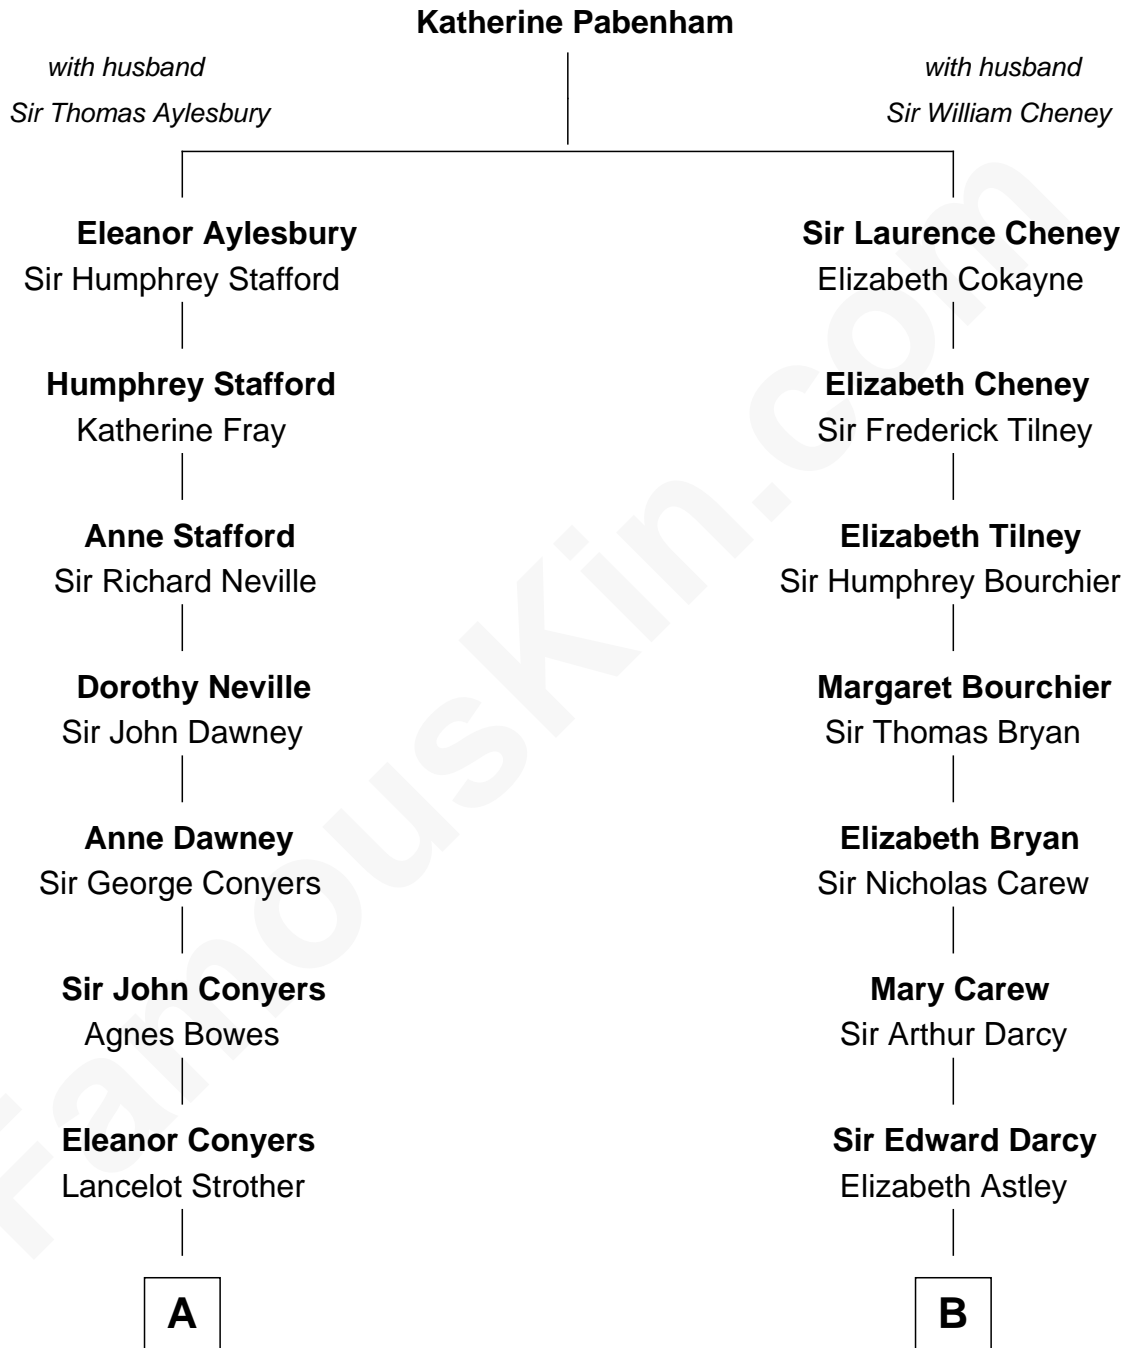 Katherine Pabenham
with husband
Sir Thomas Aylesbury
with husband
Sir William Cheney
Eleanor Aylesbury
Sir Humphrey Stafford
Humphrey Stafford
Katherine Fray
Anne Stafford
Sir Richard Neville
Dorothy Neville
Sir John Dawney
Anne Dawney
Sir George Conyers
Sir John Conyers
Agnes Bowes
Eleanor Conyers
Lancelot Strother
A
Sir Laurence Cheney
Elizabeth Cokayne
Elizabeth Cheney
Sir Frederick Tilney
Elizabeth Tilney
Sir Humphrey Bourchier
Margaret Bourchier
Sir Thomas Bryan
Elizabeth Bryan
Sir Nicholas Carew
Mary Carew
Sir Arthur Darcy
Sir Edward Darcy
Elizabeth Astley
B
FamousKin.com